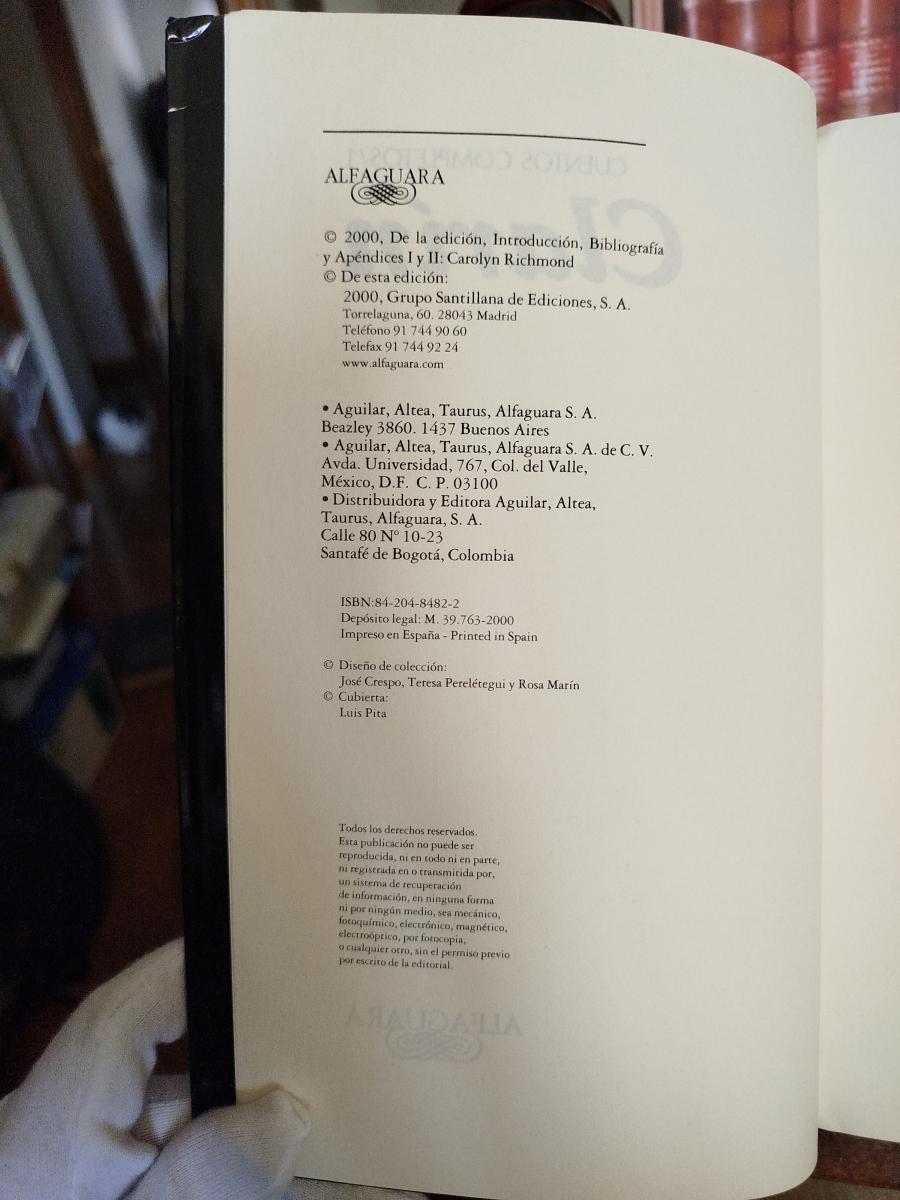 ALFAGUARA
© 2000, De la edición, Introducción, Bibliografía
y Apéndices I y II: Carolyn Richmond
© De esta edición:
2000, Grupo Santillana de Ediciones, S. A.
Torrelaguna, 60. 28043 Madrid
Teléfono 91 744 90 60
Telefax 91 744 92 24
www.alfaguara.com
• Aguilar, Altea, Taurus, Alfaguara S. A.
Beazley 3860. 1437 Buenos Aires
• Aguilar, Altea, Taurus, Alfaguara S. A. de C. V.
Avda. Universidad, 767, Col. del Valle,
México, D.F. C. P. 03100
• Distribuidora y Editora Aguilar, Altea,
Taurus, Alfaguara, S. A.
Calle 80 Nº 10-23
Santafé de Bogotá, Colombia
ISBN:84-204-8482-2
Depósito legal: M. 39.763-2000
Impreso en España - Printed in Spain
© Diseño de colección:
José Crespo, Teresa Perelétegui y Rosa Marín
© Cubierta:
Luis Pita
Todos los derechos reservados.
Esta publicación no puede ser
reproducida, ni en todo ni en parte,
ni registrada en o transmitida por,
un sistema de recuperación
de información, en ninguna forma
ni por ningún medio, sea mecánico,
fotoquímico, electrónico, magnético,
electroóptico, por fotocopia,
o cualquier otro, sin el permiso previo
por escrito de la editorial.
CUENTOS COMPLETOS/1
Clarín
ALFAGUARA